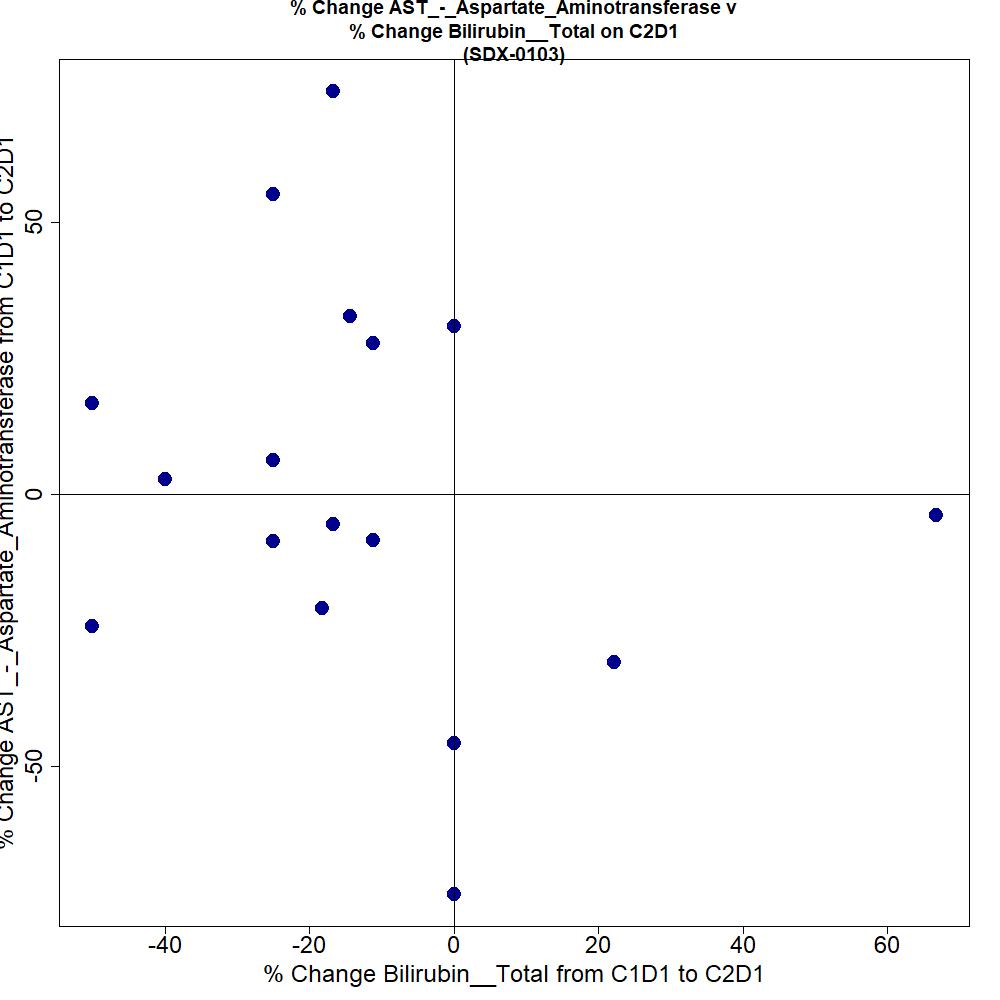 % Change AST_-_Aspartate_Aminotransferase v
% Change Bilirubin__Total on C2D1
(SDX-0103)
% Change AST_-_Aspartate_Aminotransferase from C1D1 to C2D1
50
0
-50
-40 -20 0 20 40 60
% Change Bilirubin__Total from C1D1 to C2D1